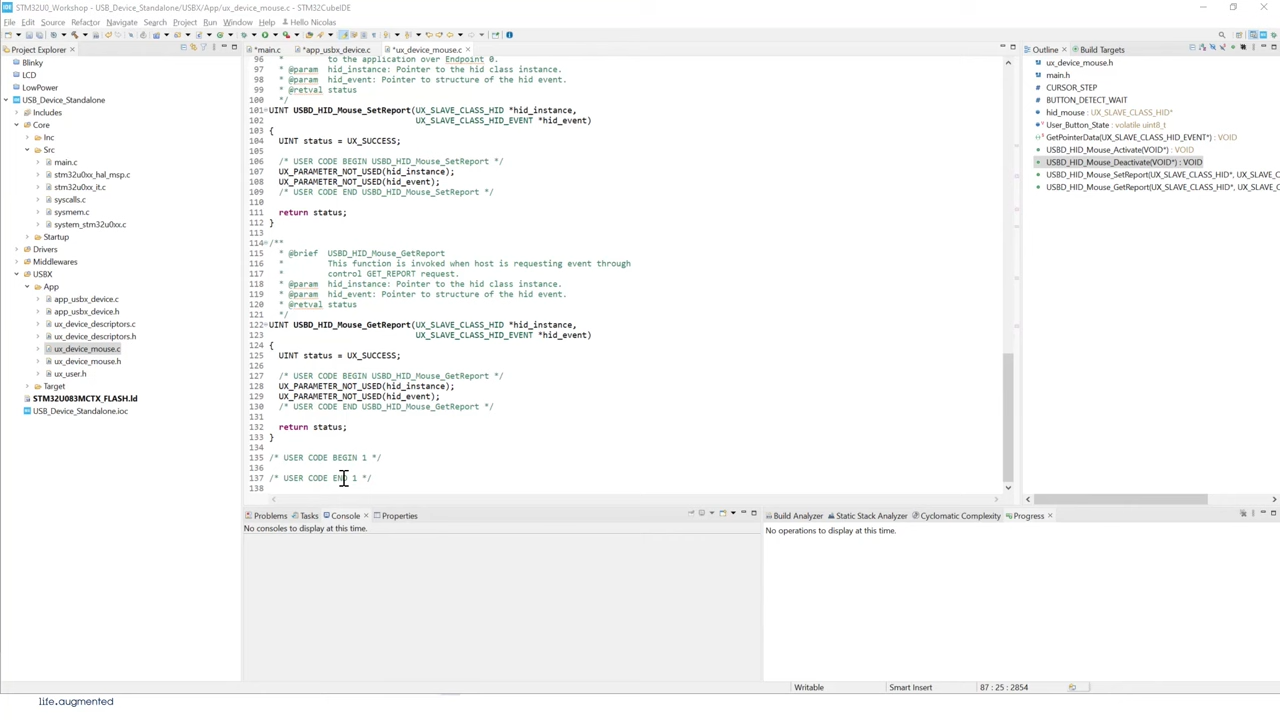 IDE STM32U0_Workshop - USB_Device_Standalone/USBX/App/ux_device_mouse.c - STM32CubeIDE
File Edit Source Refactor Navigate Search Project Run Window Help Hello Nicolas
Project Explorer
Blinky
LCD
LowPower
USB_Device_Standalone
Includes
Core
Inc
Src
main.c
stm32u0xx_hal_msp.c
stm32u0xx_it.c
syscalls.c
sysmem.c
system_stm32u0xx.c
Startup
Drivers
Middlewares
USBX
App
app_usbx_device.c
app_usbx_device.h
ux_device_descriptors.c
ux_device_descriptors.h
ux_device_mouse.c
ux_device_mouse.h
ux_user.h
Target
STM32U083MCTX_FLASH.ld
USB_Device_Standalone.ioc
*main.c *app_usbx_device.c *ux_device_mouse.c
96 * to the application over Endpoint 0.
97 * @param hid_instance: Pointer to the hid class instance.
98 * @param hid_event: Pointer to structure of the hid event.
99 * @retval status
100 */
101 UINT USBD_HID_Mouse_SetReport(UX_SLAVE_CLASS_HID *hid_instance,
102 UX_SLAVE_CLASS_HID_EVENT *hid_event)
103 {
104 UINT status = UX_SUCCESS;
105
106 /* USER CODE BEGIN USBD_HID_Mouse_SetReport */
107 UX_PARAMETER_NOT_USED(hid_instance);
108 UX_PARAMETER_NOT_USED(hid_event);
109 /* USER CODE END USBD_HID_Mouse_SetReport */
110
111 return status;
112 }
113
114 /**
115 * @brief USBD_HID_Mouse_GetReport
116 * This function is invoked when host is requesting event through
117 * control GET_REPORT request.
118 * @param hid_instance: Pointer to the hid class instance.
119 * @param hid_event: Pointer to structure of the hid event.
120 * @retval status
121 */
122 UINT USBD_HID_Mouse_GetReport(UX_SLAVE_CLASS_HID *hid_instance,
123 UX_SLAVE_CLASS_HID_EVENT *hid_event)
124 {
125 UINT status = UX_SUCCESS;
126
127 /* USER CODE BEGIN USBD_HID_Mouse_GetReport */
128 UX_PARAMETER_NOT_USED(hid_instance);
129 UX_PARAMETER_NOT_USED(hid_event);
130 /* USER CODE END USBD_HID_Mouse_GetReport */
131
132 return status;
133 }
134
135 /* USER CODE BEGIN 1 */
136
137 /* USER CODE END 1 */
138
Outline Build Targets
ux_device_mouse.h
main.h
CURSOR_STEP
BUTTON_DETECT_WAIT
hid_mouse : UX_SLAVE_CLASS_HID*
User_Button_State : volatile uint8_t
GetPointerData(UX_SLAVE_CLASS_HID_EVENT*) : VOID
USBD_HID_Mouse_Activate(VOID*) : VOID
USBD_HID_Mouse_Deactivate(VOID*) : VOID
USBD_HID_Mouse_SetReport(UX_SLAVE_CLASS_HID*, UX_SLAVE_C
USBD_HID_Mouse_GetReport(UX_SLAVE_CLASS_HID*, UX_SLAVE_C
Problems Tasks Console Properties
No consoles to display at this time.
Build Analyzer Static Stack Analyzer Cyclomatic Complexity Progress
No operations to display at this time.
Writable Smart Insert 87 : 25 : 2854
life.augmented